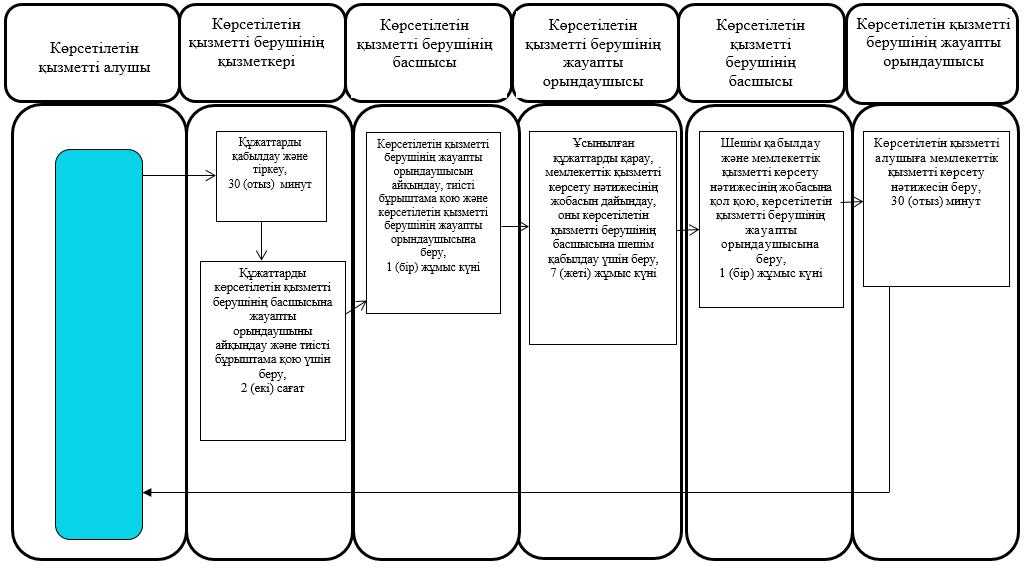 Көрсетілетін
қызметті алушы
Көрсетілетін
қызметті берушінің
қызметкері
Көрсетілетін
қызметті берушінің
басшысы
Көрсетілетін
қызметті берушінің
жауапты
орындаушысы
Көрсетілетін
қызметті
берушінің
басшысы
Көрсетілетін қызметті
берушінің жауапты
орындаушысы
Құжаттарды
қабылдау және
тіркеу,
30 (отыз) минут
Құжаттарды
көрсетілетін қызметті
берушінің басшысына
жауапты
орындаушыны
айқындау және тиісті
бұрыштама қою үшін
беру,
2 (екі) сағат
Көрсетілетін қызметті
берушінің жауапты
орындаушысын
айқындау, тиісті
бұрыштама қою және
көрсетілетін қызметті
берушінің жауапты
орындаушысына
беру,
1 (бір) жұмыс күні
Ұсынылған
құжаттарды қарау,
мемлекеттік қызметті
көрсету нәтижесінің
жобасын дайындау,
оны көрсетілетін
қызметті берушінің
басшысына шешім
қабылдау үшін беру,
7 (жеті) жұмыс күні
Шешім қабылдау
және мемлекеттік
қызметті көрсету
нәтижесінің жобасына
қол қою, көрсетілетін
қызметті берушінің
жауапты
орындаушысына
беру,
1 (бір) жұмыс күні
Көрсетілетін қызметті
алушыға мемлекеттік
қызметті көрсету
нәтижесін беру,
30 (отыз) минут